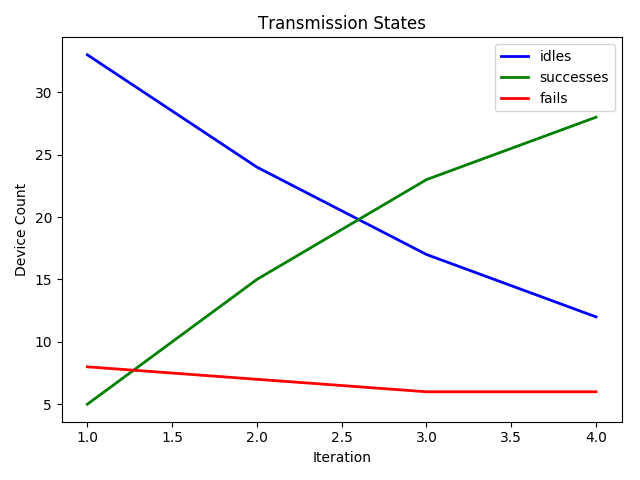 Transmission States
idles
successes
fails
Device Count
30
25
20
15
10
5
1.0 1.5 2.0 2.5 3.0 3.5 4.0
Iteration